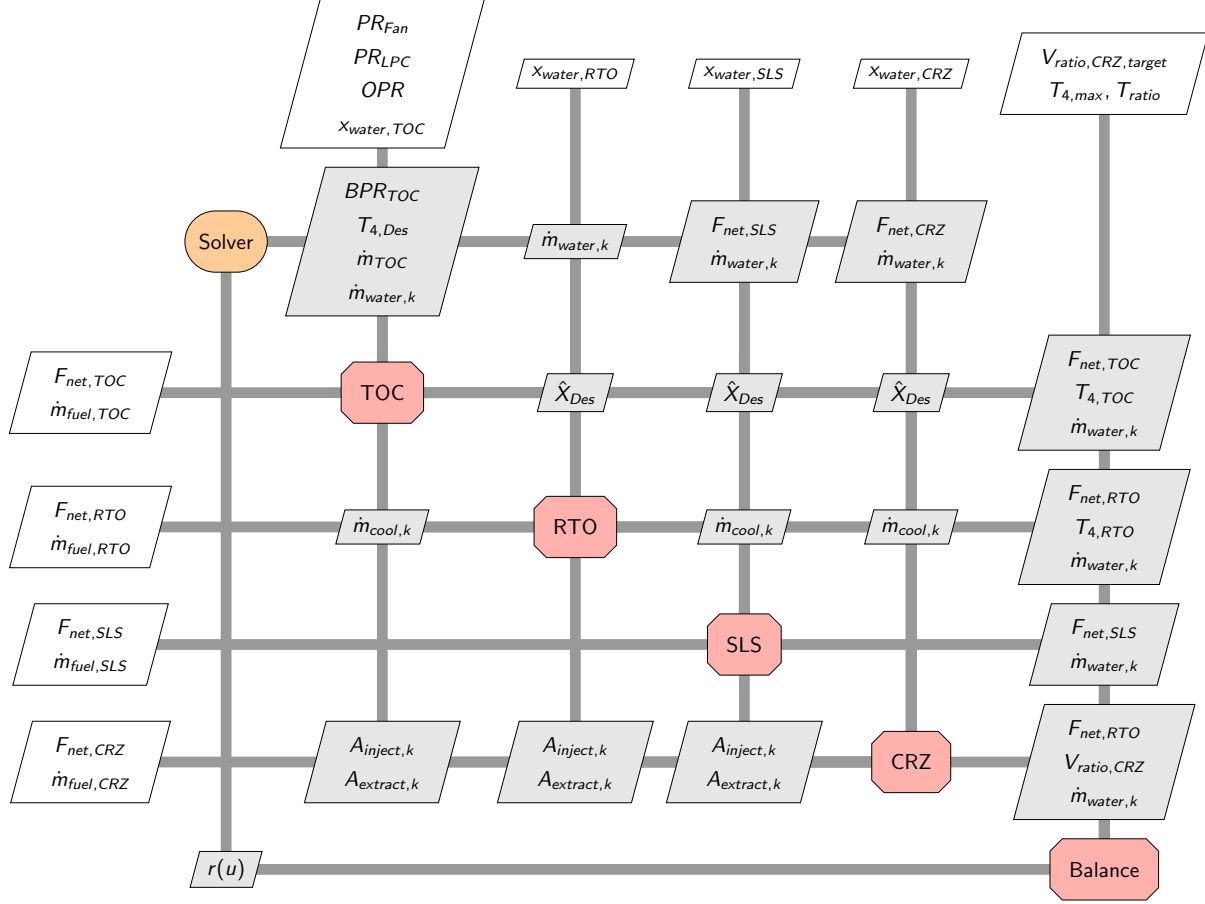 PR_Fan
PR_LPC
OPR
x_water,TOC
x_water,RTO
x_water,SLS
x_water,CRZ
V_ratio,CRZ,target
T_4,max, T_ratio
Solver
BPR_TOC
T_4,Des
ṁ_TOC
ṁ_water,k
ṁ_water,k
F_net,SLS
ṁ_water,k
F_net,CRZ
ṁ_water,k
F_net,TOC
ṁ_fuel,TOC
TOC
X̂_Des
X̂_Des
X̂_Des
F_net,TOC
T_4,TOC
ṁ_water,k
F_net,RTO
ṁ_fuel,RTO
ṁ_cool,k
RTO
ṁ_cool,k
ṁ_cool,k
F_net,RTO
T_4,RTO
ṁ_water,k
F_net,SLS
ṁ_fuel,SLS
SLS
F_net,SLS
ṁ_water,k
F_net,CRZ
ṁ_fuel,CRZ
A_inject,k
A_extract,k
A_inject,k
A_extract,k
A_inject,k
A_extract,k
CRZ
F_net,RTO
V_ratio,CRZ
ṁ_water,k
r(u)
Balance